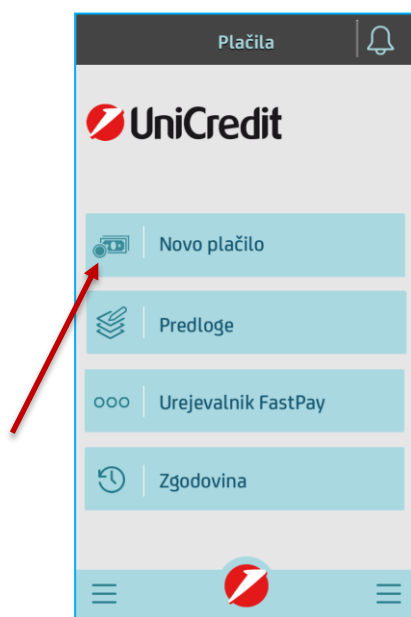 Plačila
UniCredit
Novo plačilo
Predloge
Urejevalnik FastPay
Zgodovina